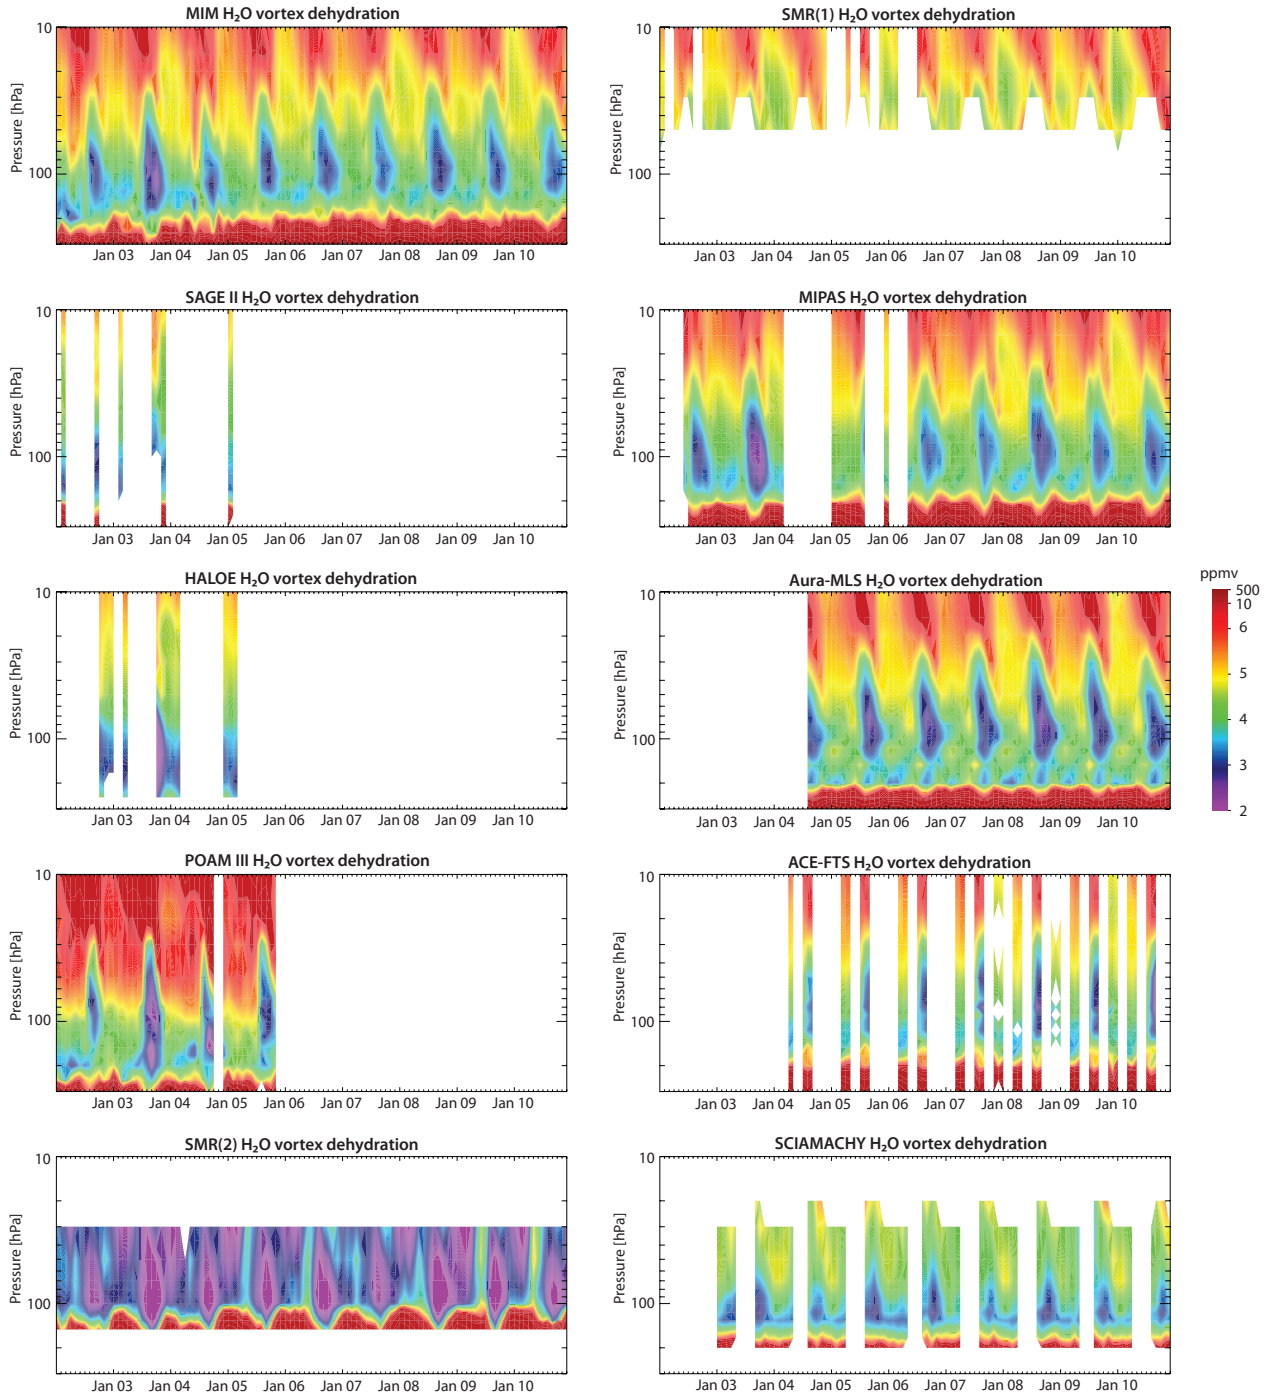 MIM H₂O vortex dehydration
10
100
Pressure [hPa]
Jan 03 Jan 04 Jan 05 Jan 06 Jan 07 Jan 08 Jan 09 Jan 10
SMR(1) H₂O vortex dehydration
10
100
Pressure [hPa]
Jan 03 Jan 04 Jan 05 Jan 06 Jan 07 Jan 08 Jan 09 Jan 10
SAGE II H₂O vortex dehydration
10
100
Pressure [hPa]
Jan 03 Jan 04 Jan 05 Jan 06 Jan 07 Jan 08 Jan 09 Jan 10
MIPAS H₂O vortex dehydration
10
100
Pressure [hPa]
Jan 03 Jan 04 Jan 05 Jan 06 Jan 07 Jan 08 Jan 09 Jan 10
HALOE H₂O vortex dehydration
10
100
Pressure [hPa]
Jan 03 Jan 04 Jan 05 Jan 06 Jan 07 Jan 08 Jan 09 Jan 10
Aura-MLS H₂O vortex dehydration
10
100
Pressure [hPa]
Jan 03 Jan 04 Jan 05 Jan 06 Jan 07 Jan 08 Jan 09 Jan 10
ppmv
500
10
6
5
4
3
2
POAM III H₂O vortex dehydration
10
100
Pressure [hPa]
Jan 03 Jan 04 Jan 05 Jan 06 Jan 07 Jan 08 Jan 09 Jan 10
ACE-FTS H₂O vortex dehydration
10
100
Pressure [hPa]
Jan 03 Jan 04 Jan 05 Jan 06 Jan 07 Jan 08 Jan 09 Jan 10
SMR(2) H₂O vortex dehydration
10
100
Pressure [hPa]
Jan 03 Jan 04 Jan 05 Jan 06 Jan 07 Jan 08 Jan 09 Jan 10
SCIAMACHY H₂O vortex dehydration
10
100
Pressure [hPa]
Jan 03 Jan 04 Jan 05 Jan 06 Jan 07 Jan 08 Jan 09 Jan 10